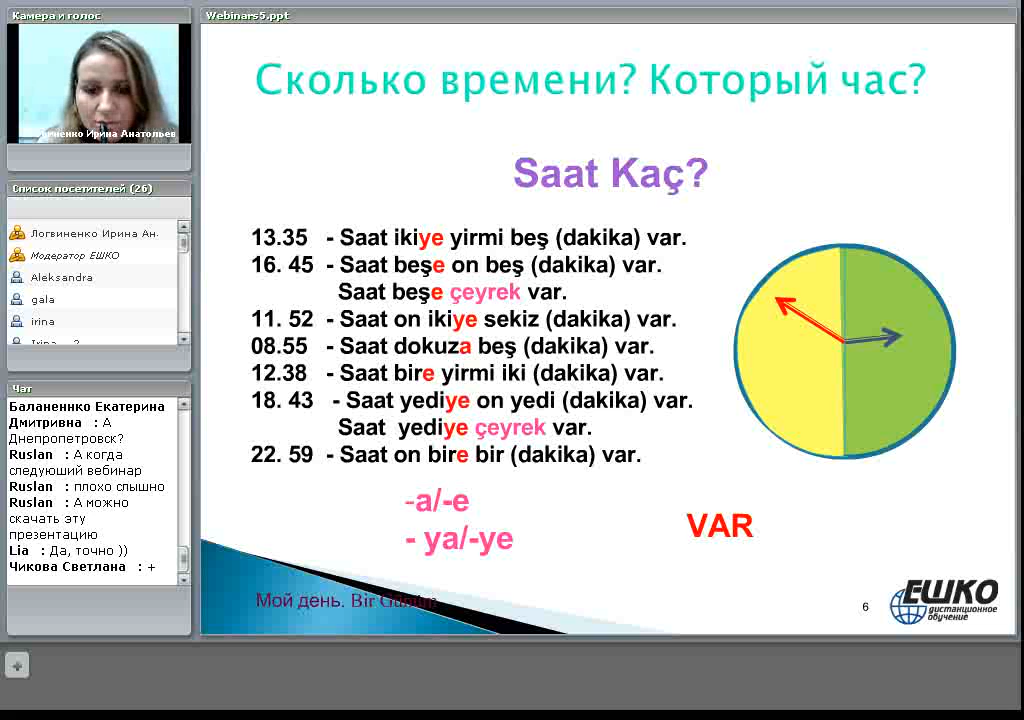 Камера и голос
Webinars5.ppt
Ирина Анатольев
Список посетителей (26)
Логвиненко Ирина Ан.
Модератор ЕШКО
Aleksandra
gala
irina
Чат
Баланеннко Екатерина
Дмитривна : А
Днепропетровск?
Ruslan : А когда
следуюший вебинар
Ruslan : плохо слышно
Ruslan : А можно
скачать эту
презентацию
Lia : Да, точно ))
Чикова Светлана : +
Сколько времени? Который час?
Saat Kaç?
13.35 - Saat ikiye yirmi beş (dakika) var.
16. 45 - Saat beşe on beş (dakika) var.
Saat beşe çeyrek var.
11. 52 - Saat on ikiye sekiz (dakika) var.
08.55 - Saat dokuza beş (dakika) var.
12.38 - Saat bire yirmi iki (dakika) var.
18. 43 - Saat yediye on yedi (dakika) var.
Saat yediye çeyrek var.
22. 59 - Saat on bire bir (dakika) var.
-a/-e
- ya/-ye
VAR
Мой день. Bir Günüm
6
ЕШКО
дистанционное
обучение